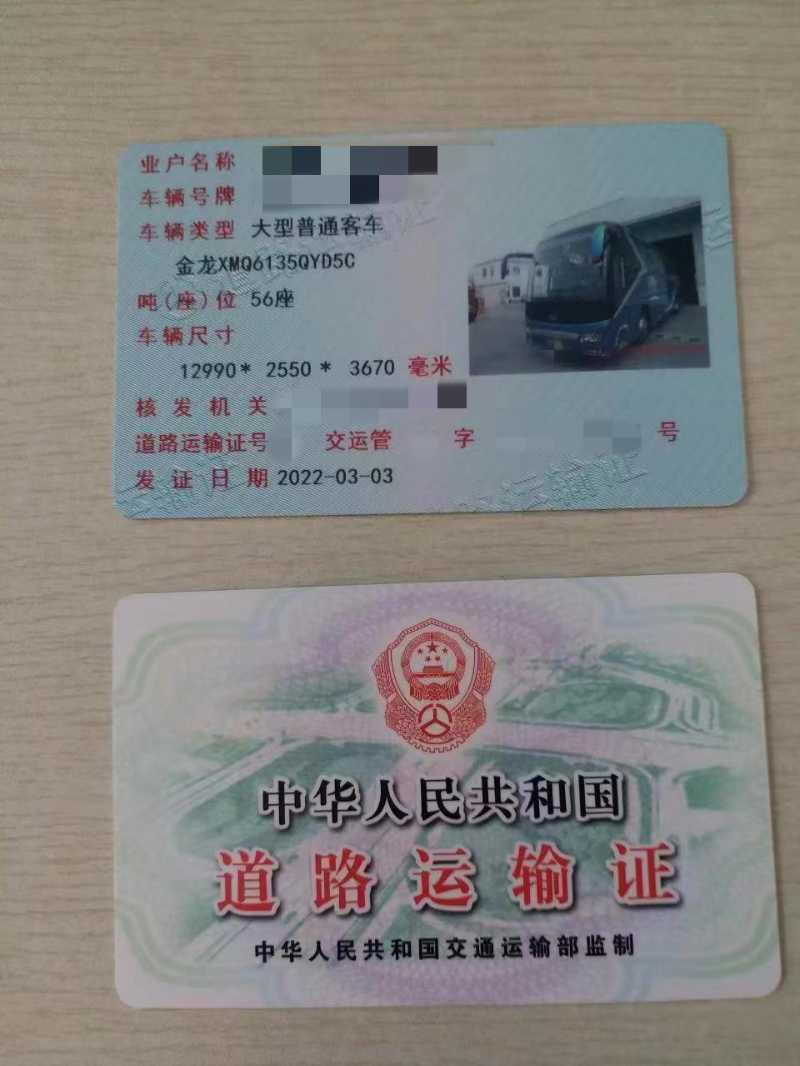 业户名称
车辆号牌
车辆类型 大型普通客车
金龙XMQ6135QYD5C
吨(座)位 56座
车辆尺寸
12990* 2550* 3670 毫米
核发机关
道路运输证号 交运管 字 号
发证日期 2022-03-03
中华人民共和国
道路运输证
中华人民共和国交通运输部监制